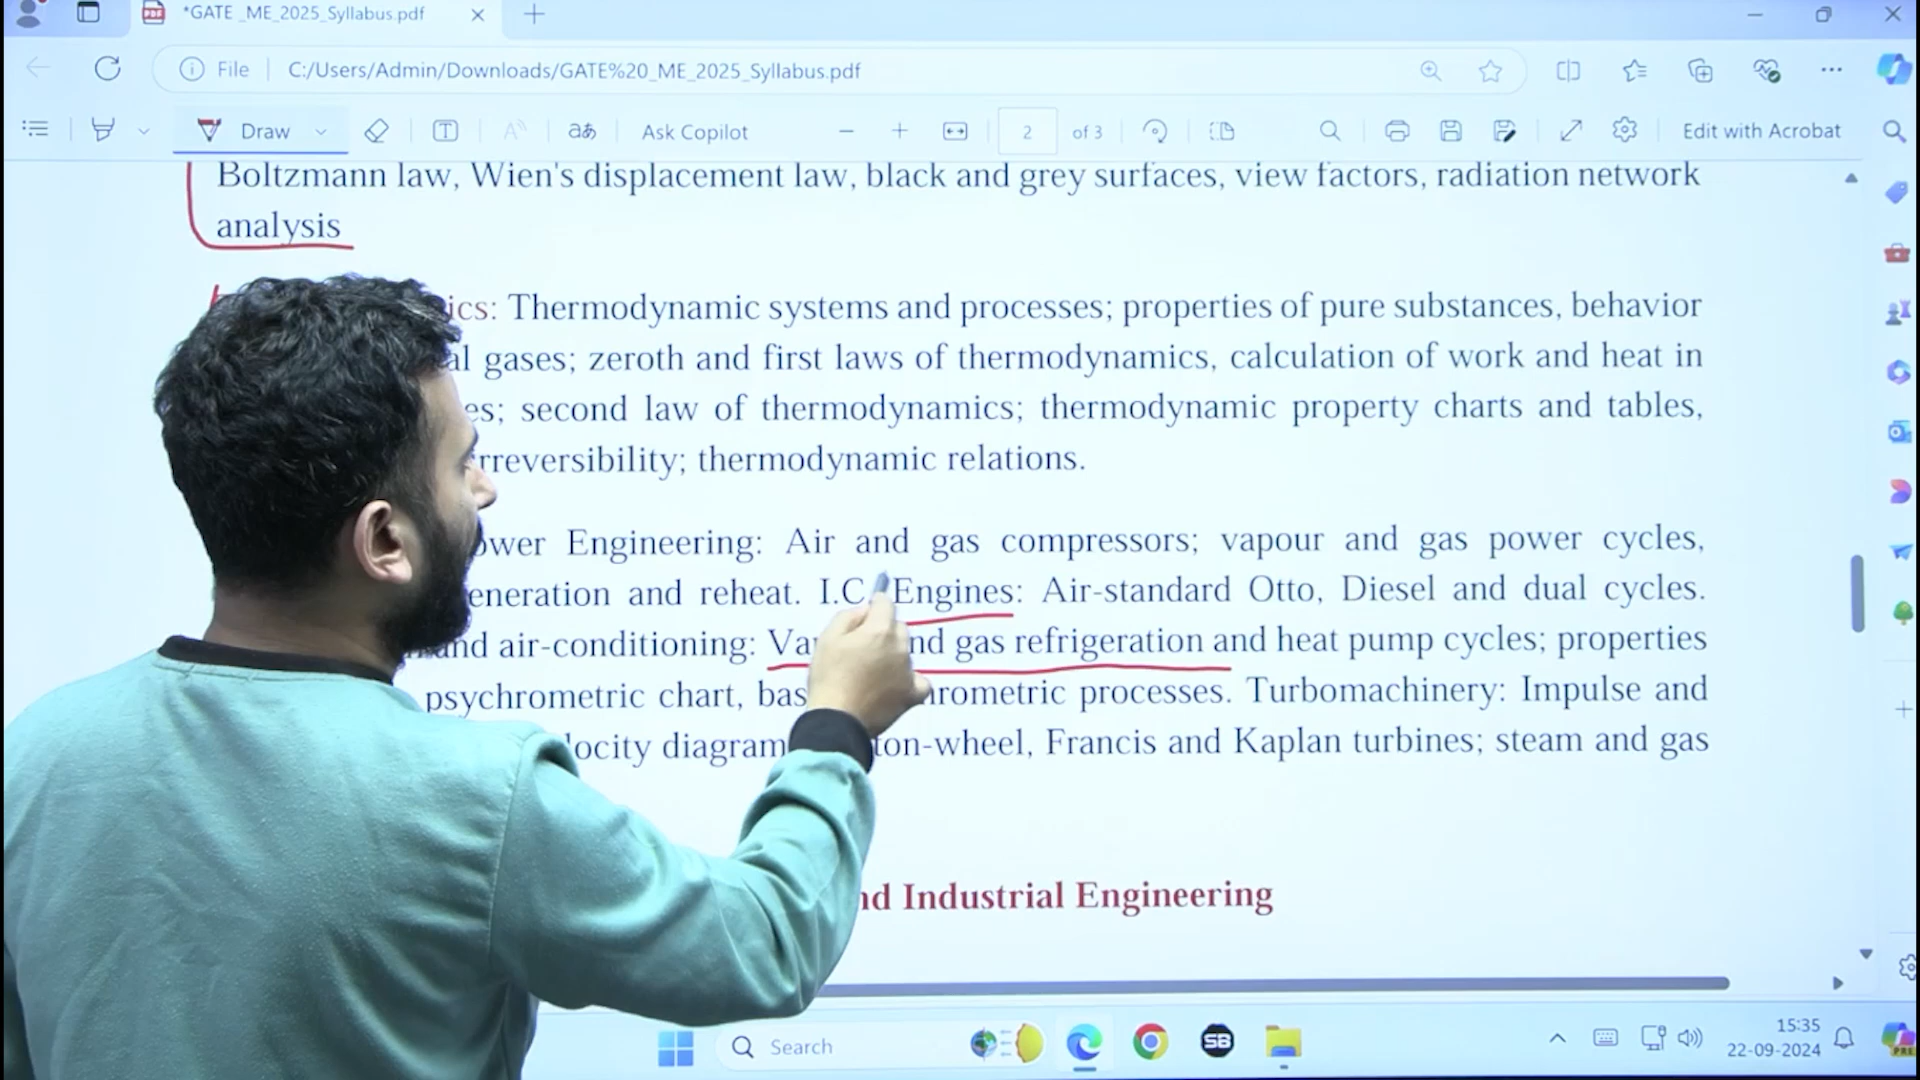 *GATE _ME_2025_Syllabus.pdf
File C:/Users/Admin/Downloads/GATE%20_ME_2025_Syllabus.pdf
Draw T aあ Ask Copilot 2 of 3 Edit with Acrobat
Boltzmann law, Wien's displacement law, black and grey surfaces, view factors, radiation network
analysis
ics: Thermodynamic systems and processes; properties of pure substances, behavior
al gases; zeroth and first laws of thermodynamics, calculation of work and heat in
es; second law of thermodynamics; thermodynamic property charts and tables,
rreversibility; thermodynamic relations.
ower Engineering: Air and gas compressors; vapour and gas power cycles,
eneration and reheat. I.C. Engines: Air-standard Otto, Diesel and dual cycles.
and air-conditioning: Va nd gas refrigeration and heat pump cycles; properties
psychrometric chart, bas hrometric processes. Turbomachinery: Impulse and
locity diagram ton-wheel, Francis and Kaplan turbines; steam and gas
nd Industrial Engineering
Search SB 15:35
22-09-2024